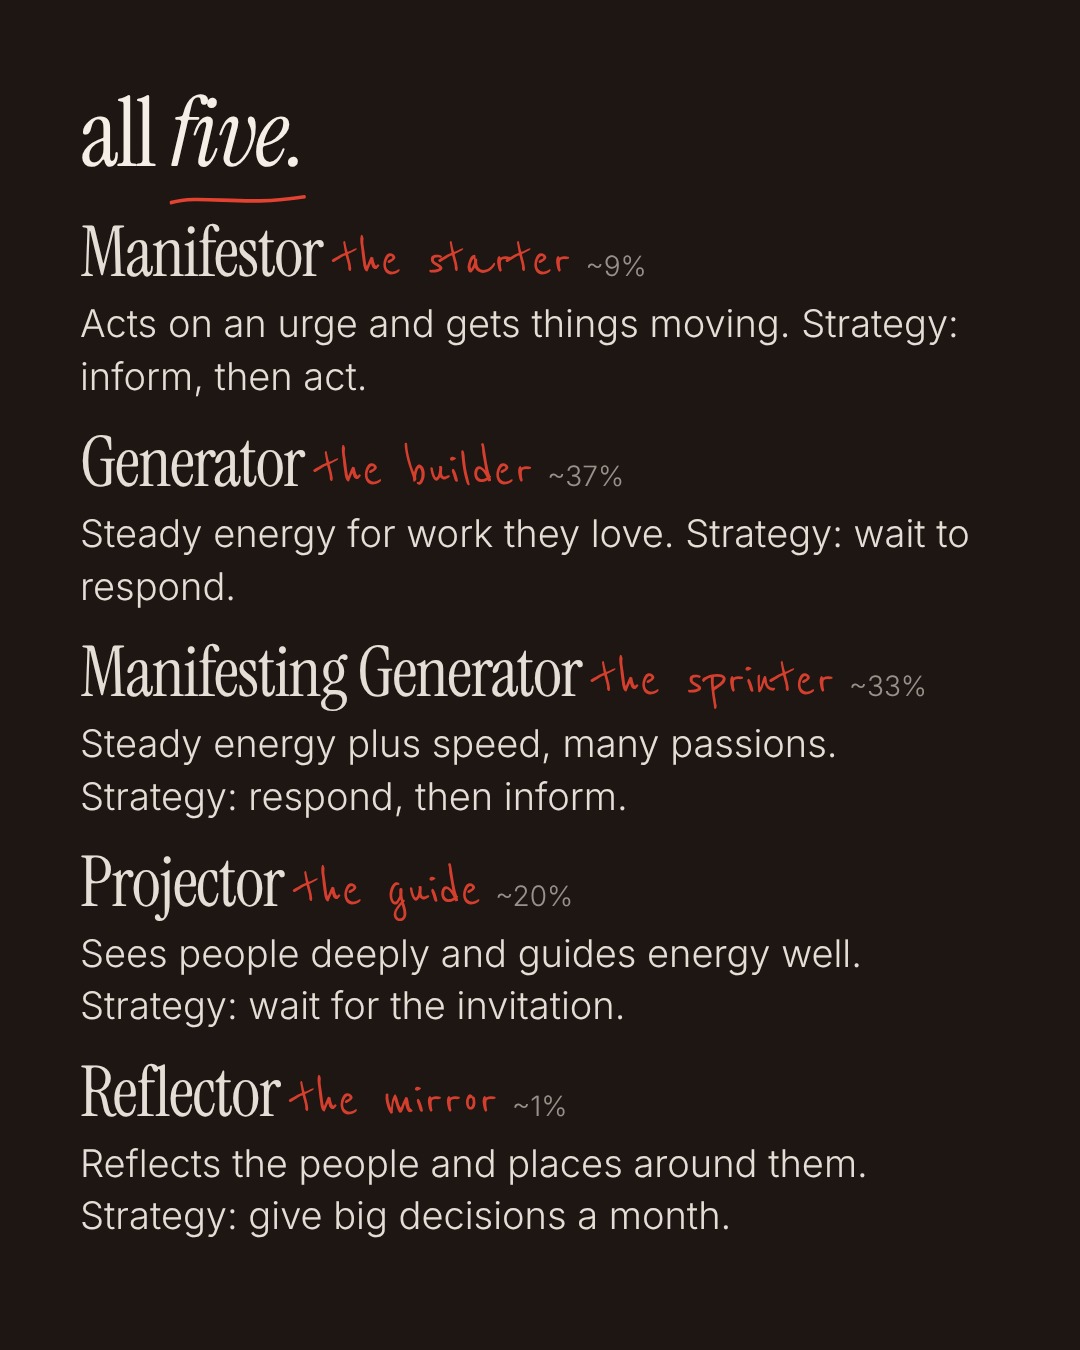 all five.
Manifestor the starter ~9%
Acts on an urge and gets things moving. Strategy:
inform, then act.
Generator the builder ~37%
Steady energy for work they love. Strategy: wait to
respond.
Manifesting Generator the sprinter ~33%
Steady energy plus speed, many passions.
Strategy: respond, then inform.
Projector the guide ~20%
Sees people deeply and guides energy well.
Strategy: wait for the invitation.
Reflector the mirror ~1%
Reflects the people and places around them.
Strategy: give big decisions a month.